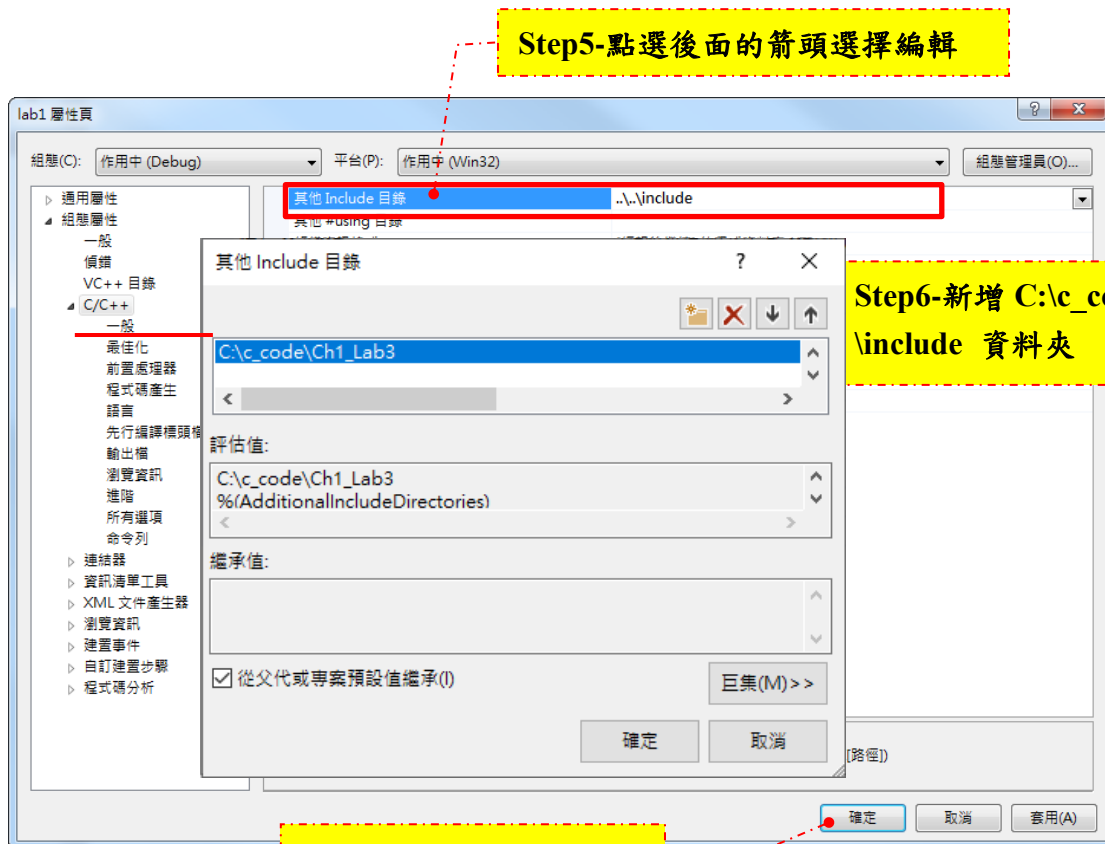 Step5-點選後面的箭頭選擇編輯
lab1 屬性頁
組態(C): 作用中 (Debug) 平台(P): 作用中 (Win32) 組態管理員(O)...
通用屬性
組態屬性
一般
偵錯
VC++ 目錄
C/C++
一般
最佳化
前置處理器
程式碼產生
語言
先行編譯標頭檔
輸出檔
瀏覽資訊
進階
所有選項
命令列
連結器
資訊清單工具
XML 文件產生器
瀏覽資訊
建置事件
自訂建置步驟
程式碼分析
其他 Include 目錄 ..\..\include
其他 #using 目錄
其他 Include 目錄 ?
C:\c_code\Ch1_Lab3
評估值:
C:\c_code\Ch1_Lab3
%(AdditionalIncludeDirectories)
繼承值:
從父代或專案預設值繼承(I)
巨集(M)>>
確定 取消
Step6-新增 C:\c_co
\include 資料夾
[路徑])
確定 取消 套用(A)